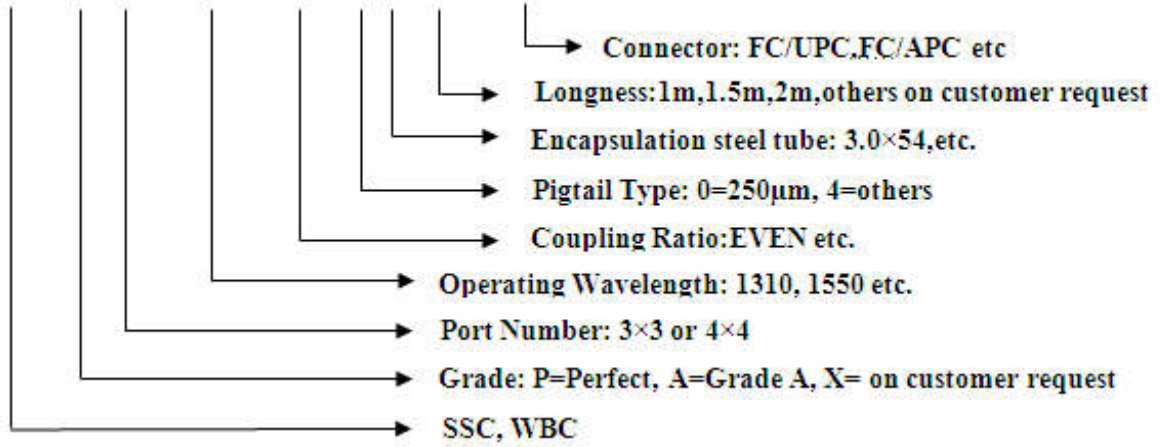 Connector: FC/UPC,FC/APC etc
Longness:1m,1.5m,2m,others on customer request
Encapsulation steel tube: 3.0×54,etc.
Pigtail Type: 0=250μm, 4=others
Coupling Ratio:EVEN etc.
Operating Wavelength: 1310, 1550 etc.
Port Number: 3×3 or 4×4
Grade: P=Perfect, A=Grade A, X= on customer request
SSC, WBC